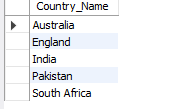 Country_Name
Australia
England
India
Pakistan
South Africa